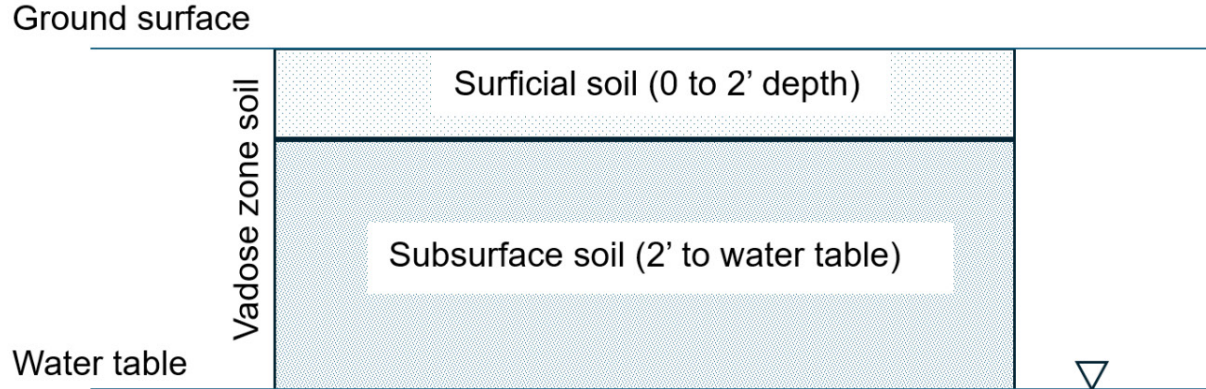 Ground surface
Surficial soil (0 to 2’ depth)
Vadose zone soil
Subsurface soil (2’ to water table)
Water table